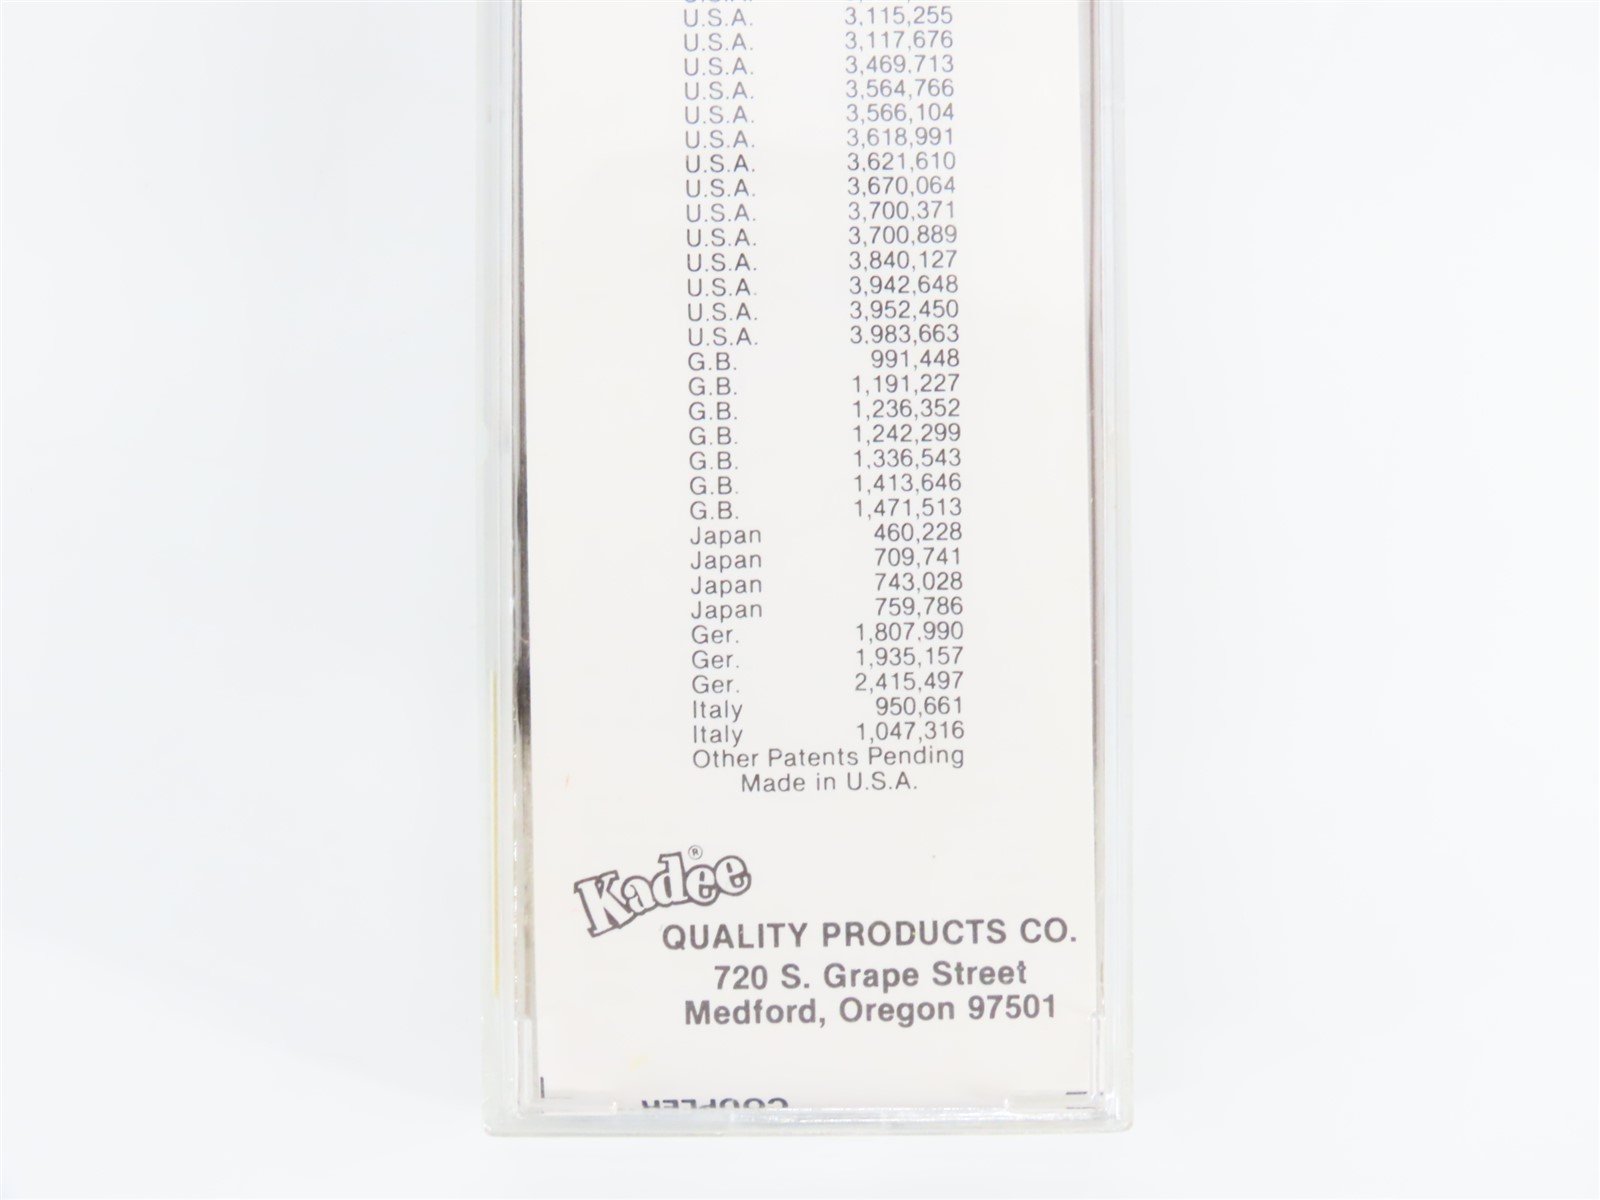 U.S.A. 3,115,255
U.S.A. 3,117,676
U.S.A. 3,469,713
U.S.A. 3,564,766
U.S.A. 3,566,104
U.S.A. 3,618,991
U.S.A. 3,621,610
U.S.A. 3,670,064
U.S.A. 3,700,371
U.S.A. 3,700,889
U.S.A. 3,840,127
U.S.A. 3,942,648
U.S.A. 3,952,450
U.S.A. 3,983,663
G.B. 991,448
G.B. 1,191,227
G.B. 1,236,352
G.B. 1,242,299
G.B. 1,336,543
G.B. 1,413,646
G.B. 1,471,513
Japan 460,228
Japan 709,741
Japan 743,028
Japan 759,786
Ger. 1,807,990
Ger. 1,935,157
Ger. 2,415,497
Italy 950,661
Italy 1,047,316
Other Patents Pending
Made in U.S.A.
Kadee®
QUALITY PRODUCTS CO.
720 S. Grape Street
Medford, Oregon 97501
COUPLER